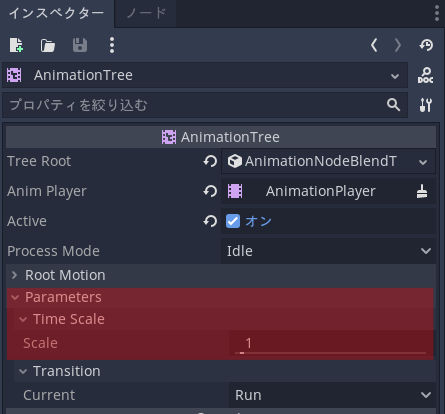 インスペクター ノード
AnimationTree
DOC
プロパティを絞り込む
AnimationTree
Tree Root AnimationNodeBlendT
Anim Player AnimationPlayer
Active オン
Process Mode Idle
Root Motion
Parameters
Time Scale
Scale 1
Transition
Current Run